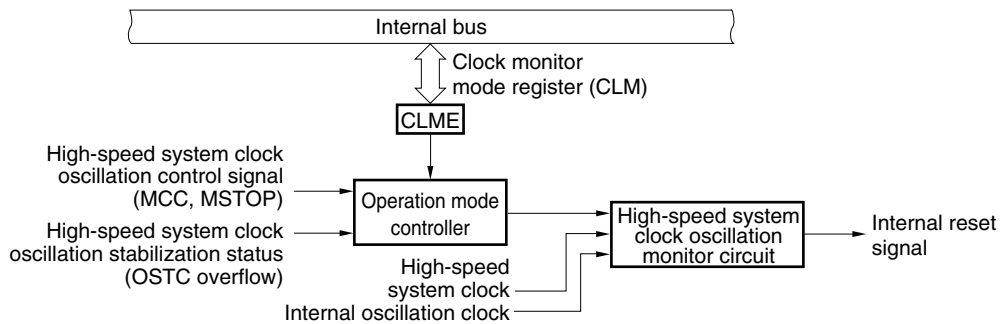 Internal bus
Clock monitor
mode register (CLM)
CLME
High-speed system clock
oscillation control signal
(MCC, MSTOP)
High-speed system clock
oscillation stabilization status
(OSTC overflow)
Operation mode
controller
High-speed
system clock
Internal oscillation clock
High-speed system
clock oscillation
monitor circuit
Internal reset
signal